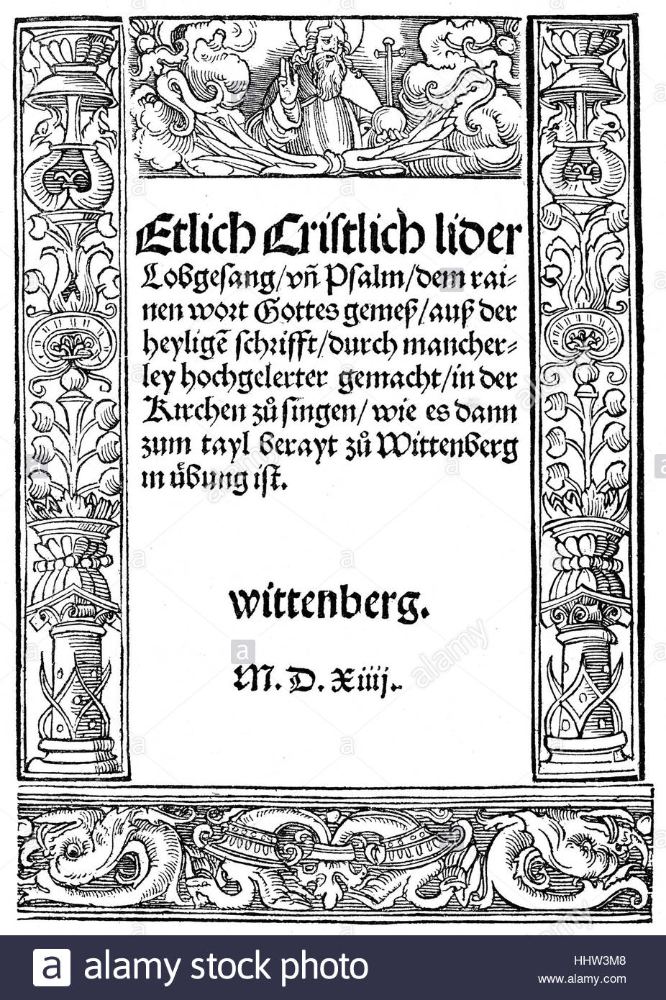 Etlich Cristlich lider
Lobgesang/vñ Psalm/dem rai⸗
nen wort Gottes gemeß/auß der
heyligẽ schrifft/durch mancher⸗
ley hochgelerter gemacht/in der
Kirchen zů singen/wie es dann
zum tayl berayt zů Wittenberg
in übung ist.
wittenberg.
M.D.Xiiij.
a alamy stock photo
HHW3M8
www.alamy.com